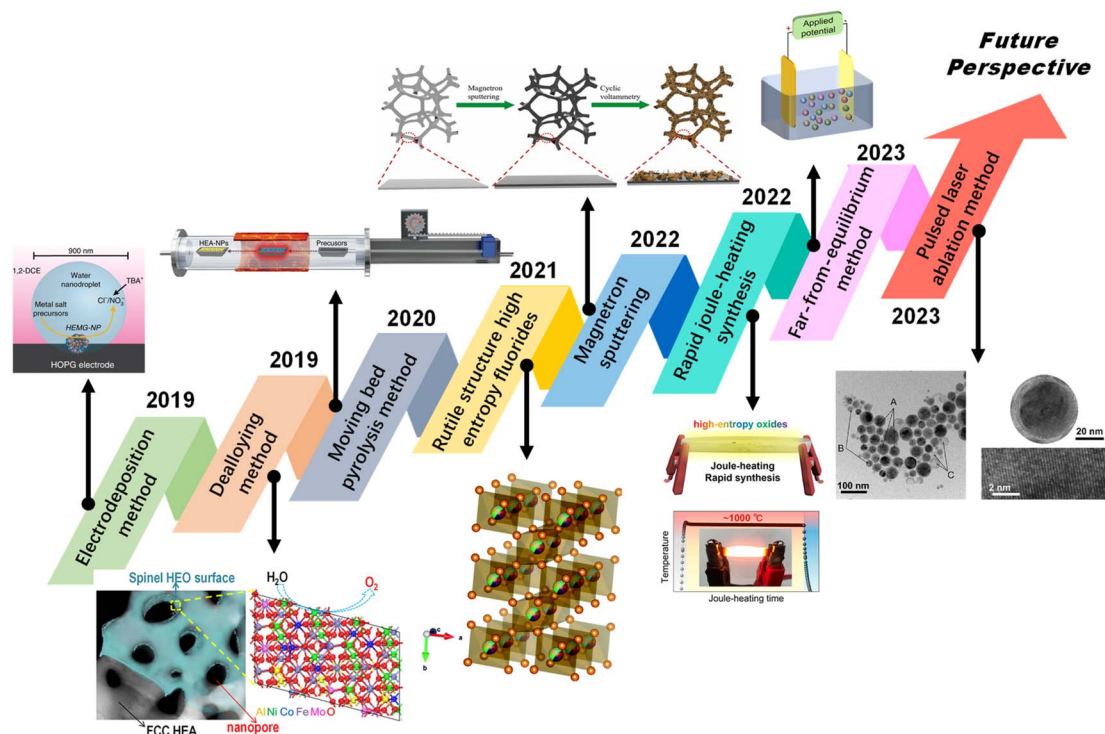 Future
Perspective
Applied
potential
+
-
Magnetron
sputtering
Cyclic
voltammetry
2023
2022
2022
2021
2020
2019
2019
2023
HEA-NPs
Precusors
900 nm
1,2-DCE
Water
nanodroplet
TBA⁺
Cl⁻/NO₃⁻
Metal salt
precursors
HEMG-NP
HOPG electrode
Electrodeposition
method
Dealloying
method
Moving bed
pyrolysis method
Rutile structure high
entropy fluorides
Magnetron
sputtering
Rapid joule-heating
synthesis
Far-from-equilibrium
method
Pulsed laser
ablation method
Spinel HEO surface
H₂O
O₂
FCC HEA
nanopore
Al Ni Co Fe Mo O
c
a
b
high-entropy oxides
Joule-heating
Rapid synthesis
~1000 °C
Temperature
Joule-heating time
A
B
C
100 nm
20 nm
2 nm